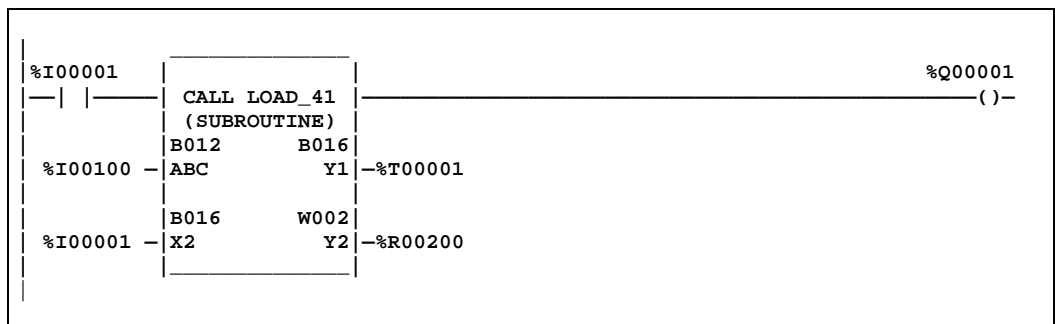 %I00001 %Q00001
CALL LOAD_41 ( )
(SUBROUTINE)
B012 B016
%I00100 ABC Y1 %T00001
B016 W002
%I00001 X2 Y2 %R00200